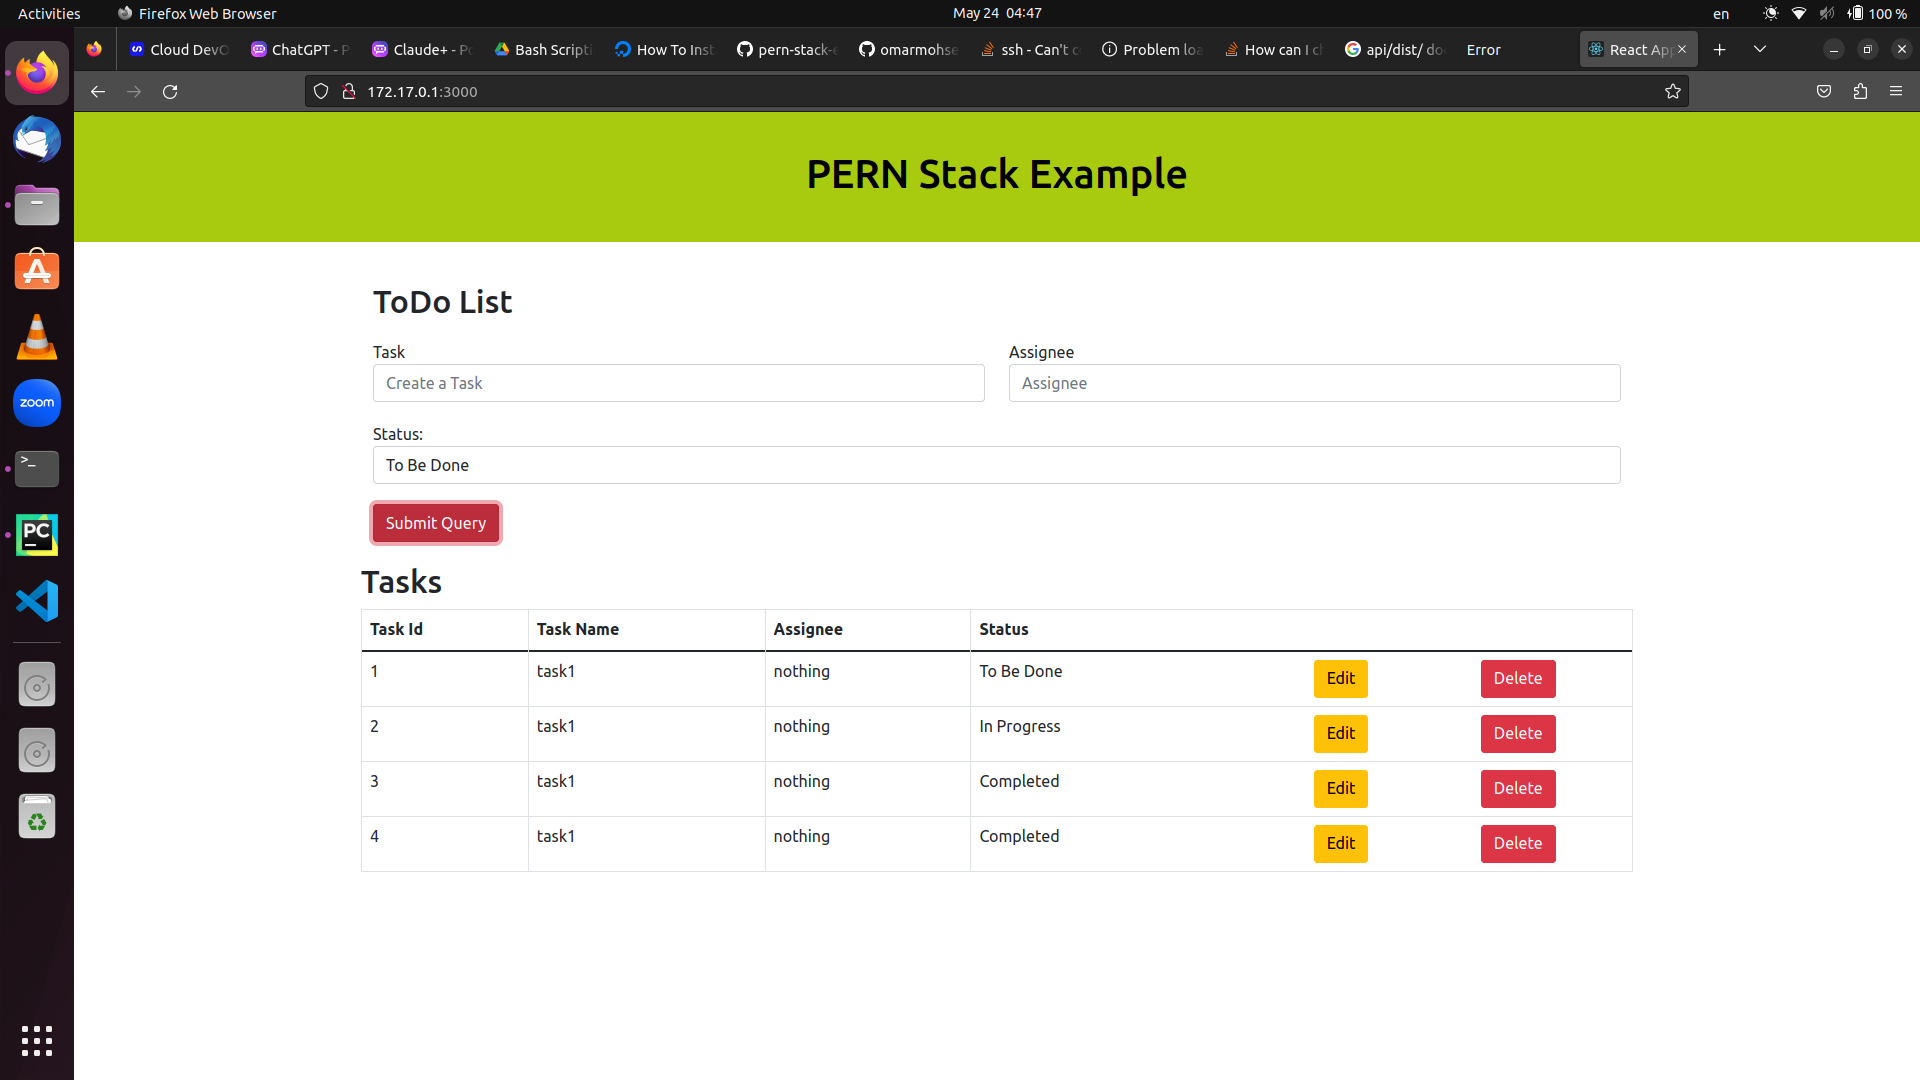 Activities Firefox Web Browser May 24 04:47 en 100 %
Cloud DevO ChatGPT - P Claude+ - Po Bash Scripti How To Inst pern-stack-e omarmohse ssh - Can't c Problem loa How can I ch api/dist/ do Error React App
172.17.0.1:3000
PERN Stack Example
ToDo List
Task Assignee
Create a Task Assignee
Status:
To Be Done
Submit Query
Tasks
Task Id Task Name Assignee Status
1 task1 nothing To Be Done Edit Delete
2 task1 nothing In Progress Edit Delete
3 task1 nothing Completed Edit Delete
4 task1 nothing Completed Edit Delete
zoom
>_
PC